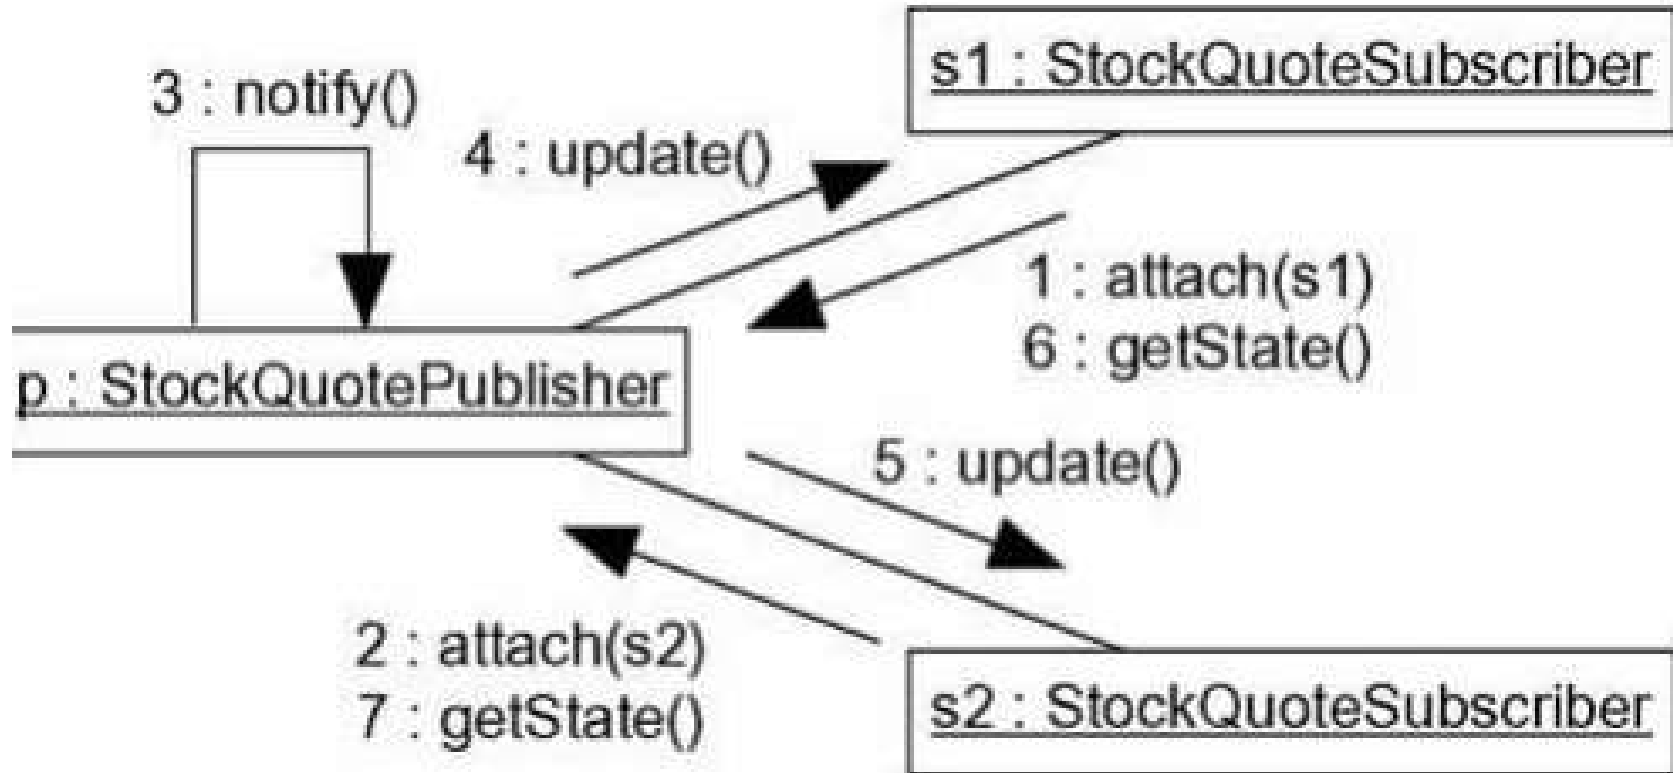 s1 : StockQuoteSubscriber
3 : notify()
4 : update()
1 : attach(s1)
6 : getState()
p : StockQuotePublisher
5 : update()
2 : attach(s2)
7 : getState()
s2 : StockQuoteSubscriber